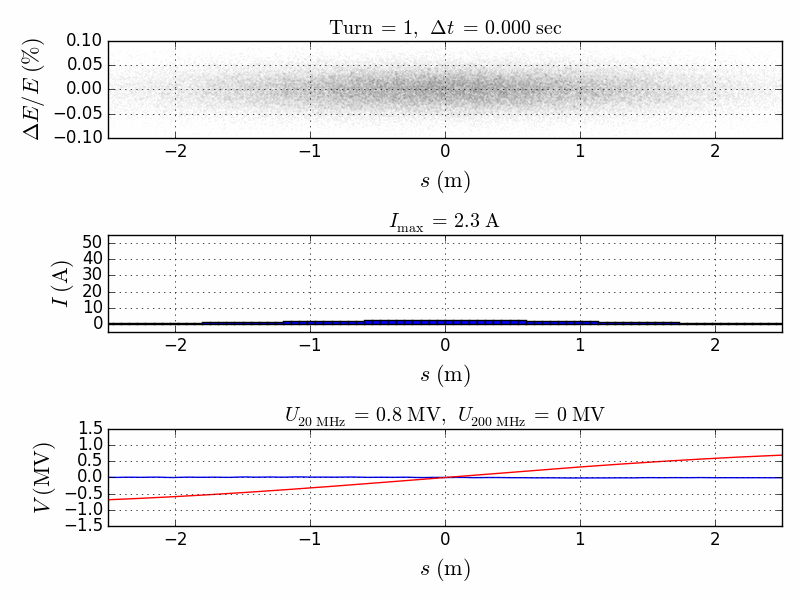 Turn = 1, Δt = 0.000 sec
ΔE/E (%)
0.10
0.05
0.00
−0.05
−0.10
−2 −1 0 1 2
s (m)
I_max = 2.3 A
I (A)
50
40
30
20
10
0
−2 −1 0 1 2
s (m)
U_20 MHz = 0.8 MV, U_200 MHz = 0 MV
V (MV)
1.5
1.0
0.5
0.0
−0.5
−1.0
−1.5
−2 −1 0 1 2
s (m)